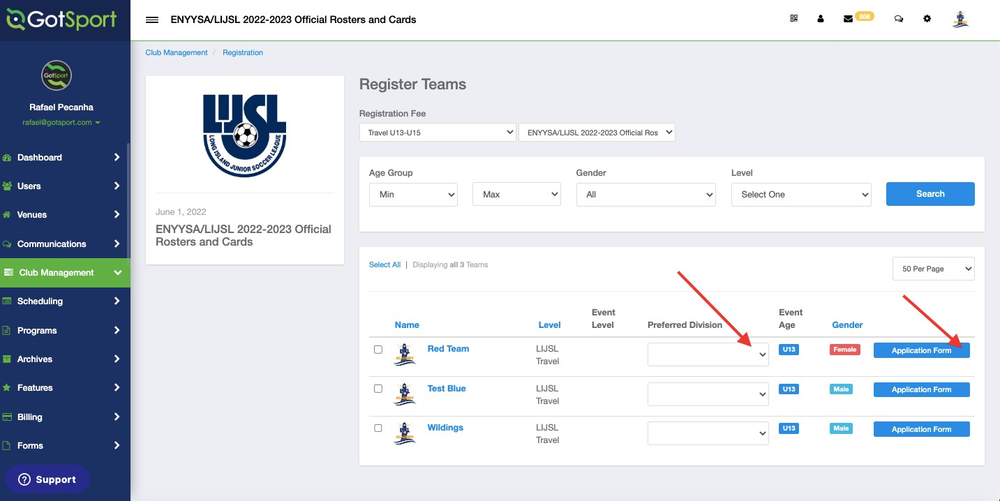 GotSport
ENYYSA/LIJSL 2022-2023 Official Rosters and Cards
808
Club Management / Registration
GotSport
Rafael Pecanha
rafael@gotsport.com
Dashboard
Users
Venues
Communications
Club Management
Scheduling
Programs
Archives
Features
Billing
Forms
Support
LIJSL
LONG ISLAND JUNIOR SOCCER LEAGUE
June 1, 2022
ENYYSA/LIJSL 2022-2023 Official
Rosters and Cards
Register Teams
Registration Fee
Travel U13-U15 ENYYSA/LIJSL 2022-2023 Official Ros
Age Group Gender Level
Min Max All Select One Search
Select All | Displaying all 3 Teams
50 Per Page
Name Level Event Level Preferred Division Event Age Gender
Red Team LIJSL Travel U13 Female Application Form
ACADEMY
Test Blue LIJSL Travel U13 Male Application Form
ACADEMY
Wildings LIJSL Travel U13 Male Application Form
ACADEMY